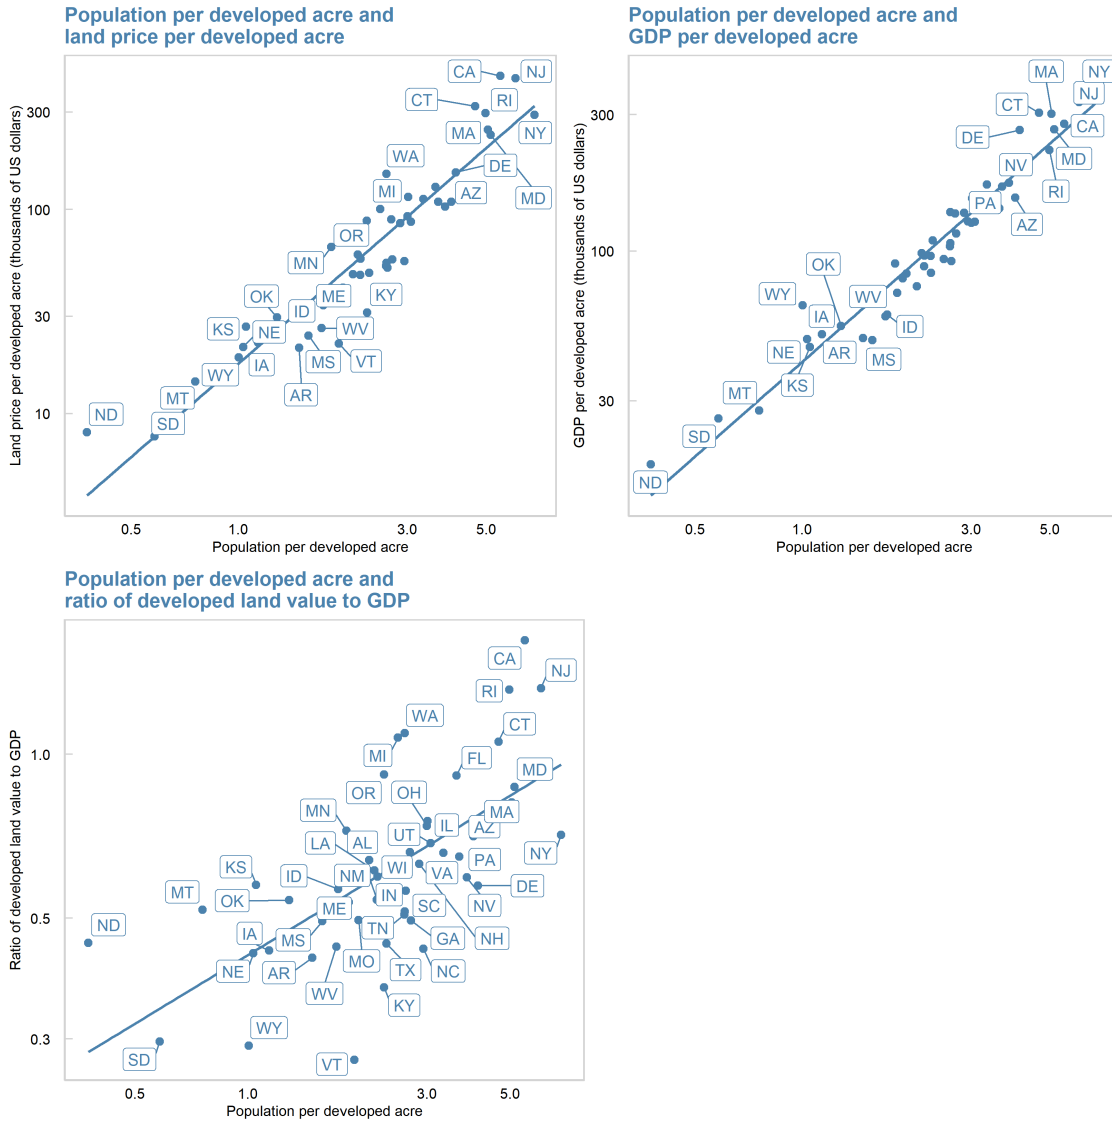 Population per developed acre and
land price per developed acre
Land price per developed acre (thousands of US dollars)
300
100
30
10
CA
NJ
CT
RI
MA
NY
WA
DE
MI
AZ
MD
OR
MN
OK
ME
KY
ID
KS
NE
WV
IA
MS
VT
WY
AR
MT
ND
SD
0.5
1.0
3.0
5.0
Population per developed acre
Population per developed acre and
GDP per developed acre
GDP per developed acre (thousands of US dollars)
300
100
30
MA
NY
NJ
CT
CA
DE
MD
NV
RI
PA
AZ
OK
WY
WV
IA
ID
NE
AR
MS
KS
MT
SD
ND
0.5
1.0
3.0
5.0
Population per developed acre
Population per developed acre and
ratio of developed land value to GDP
Ratio of developed land value to GDP
1.0
0.5
0.3
CA
NJ
RI
WA
CT
MI
FL
MD
OR
OH
MN
MA
IL
AZ
UT
LA
AL
NY
PA
KS
WI
VA
ID
NM
DE
MT
IN
OK
NV
ME
SC
ND
TN
IA
MS
GA
NH
MO
NE
AR
TX
NC
WV
KY
WY
SD
VT
0.5
1.0
3.0
5.0
Population per developed acre